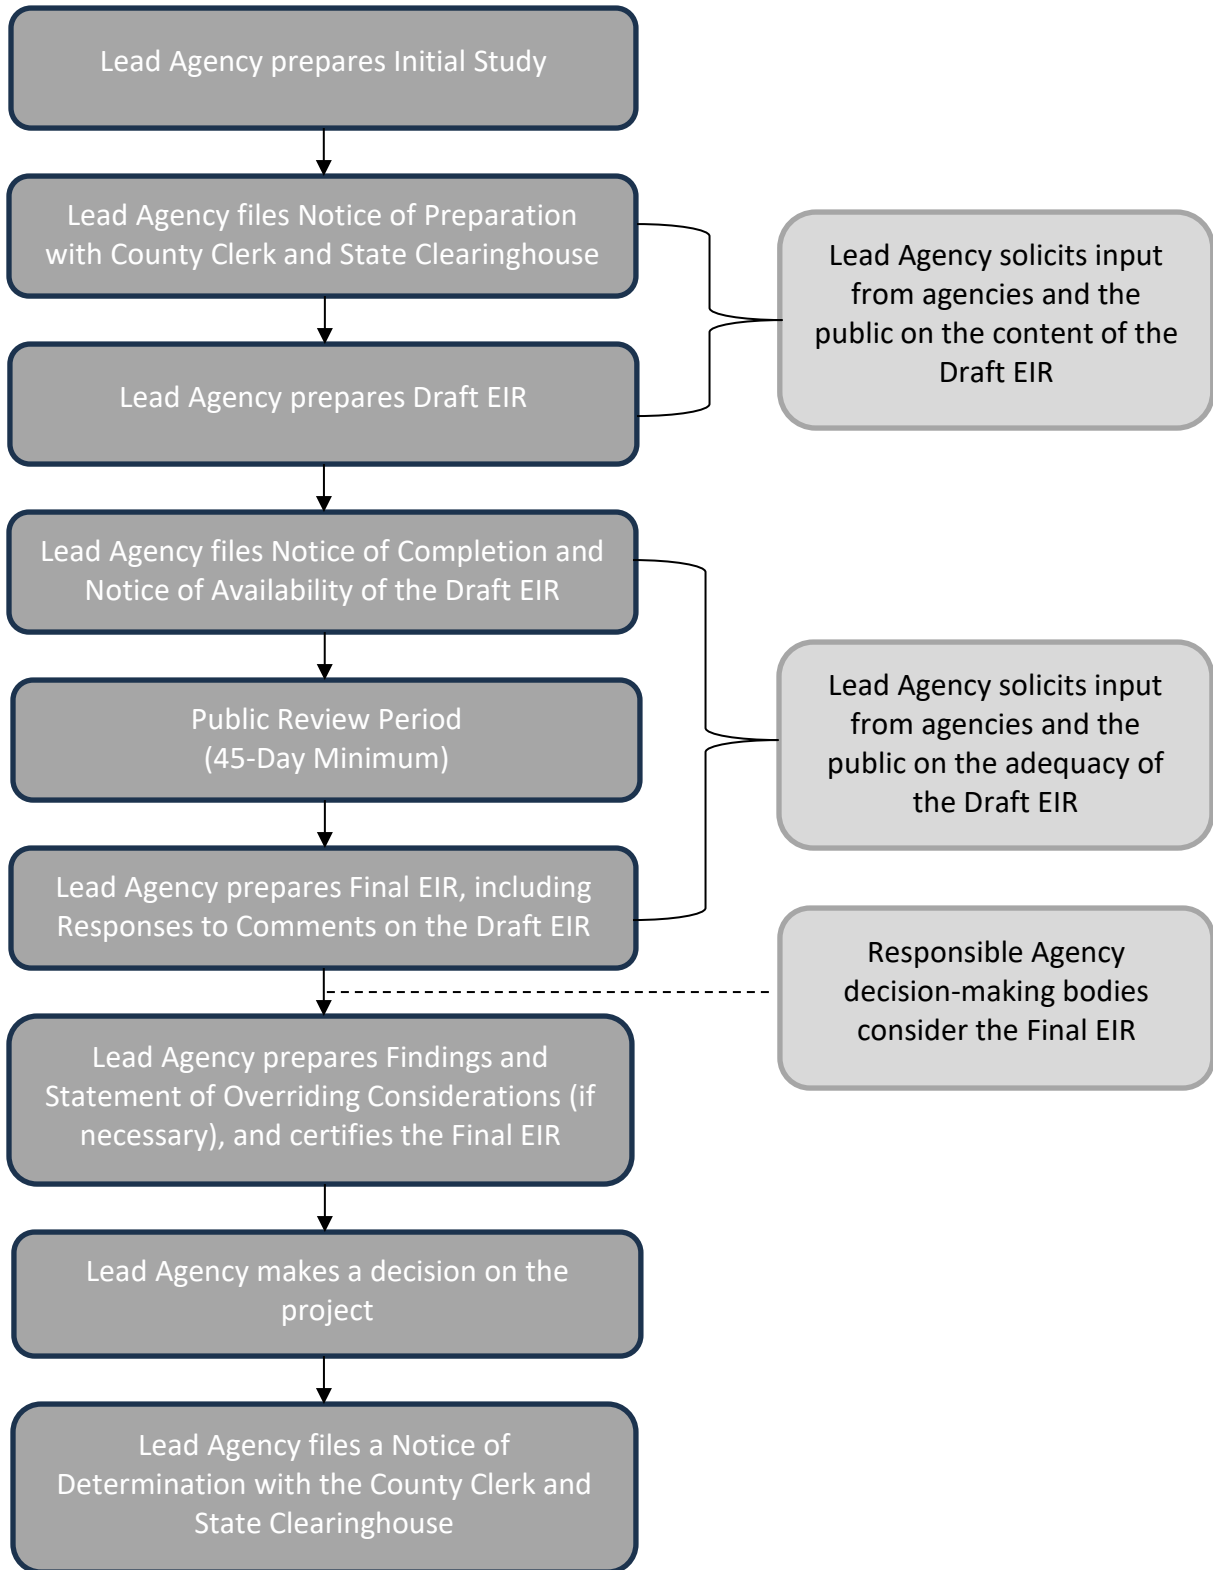 Lead Agency prepares Initial Study
Lead Agency files Notice of Preparation
with County Clerk and State Clearinghouse
Lead Agency solicits input
from agencies and the
public on the content of the
Draft EIR
Lead Agency prepares Draft EIR
Lead Agency files Notice of Completion and
Notice of Availability of the Draft EIR
Public Review Period
(45-Day Minimum)
Lead Agency solicits input
from agencies and the
public on the adequacy of
the Draft EIR
Lead Agency prepares Final EIR, including
Responses to Comments on the Draft EIR
Responsible Agency
decision-making bodies
consider the Final EIR
Lead Agency prepares Findings and
Statement of Overriding Considerations (if
necessary), and certifies the Final EIR
Lead Agency makes a decision on the
project
Lead Agency files a Notice of
Determination with the County Clerk and
State Clearinghouse